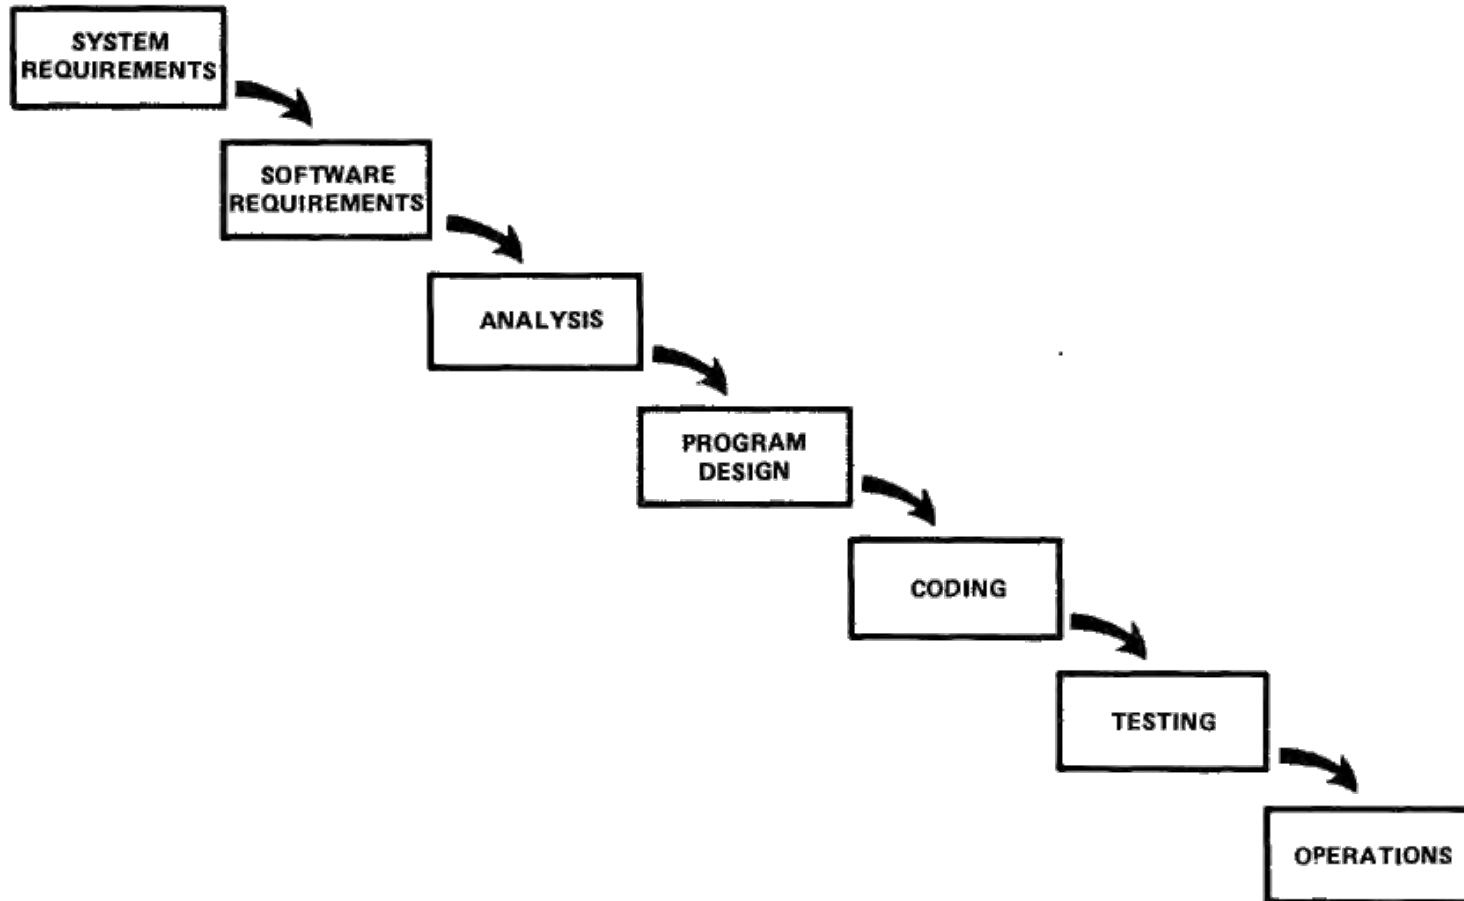 SYSTEM
REQUIREMENTS
SOFTWARE
REQUIREMENTS
ANALYSIS
PROGRAM
DESIGN
CODING
TESTING
OPERATIONS